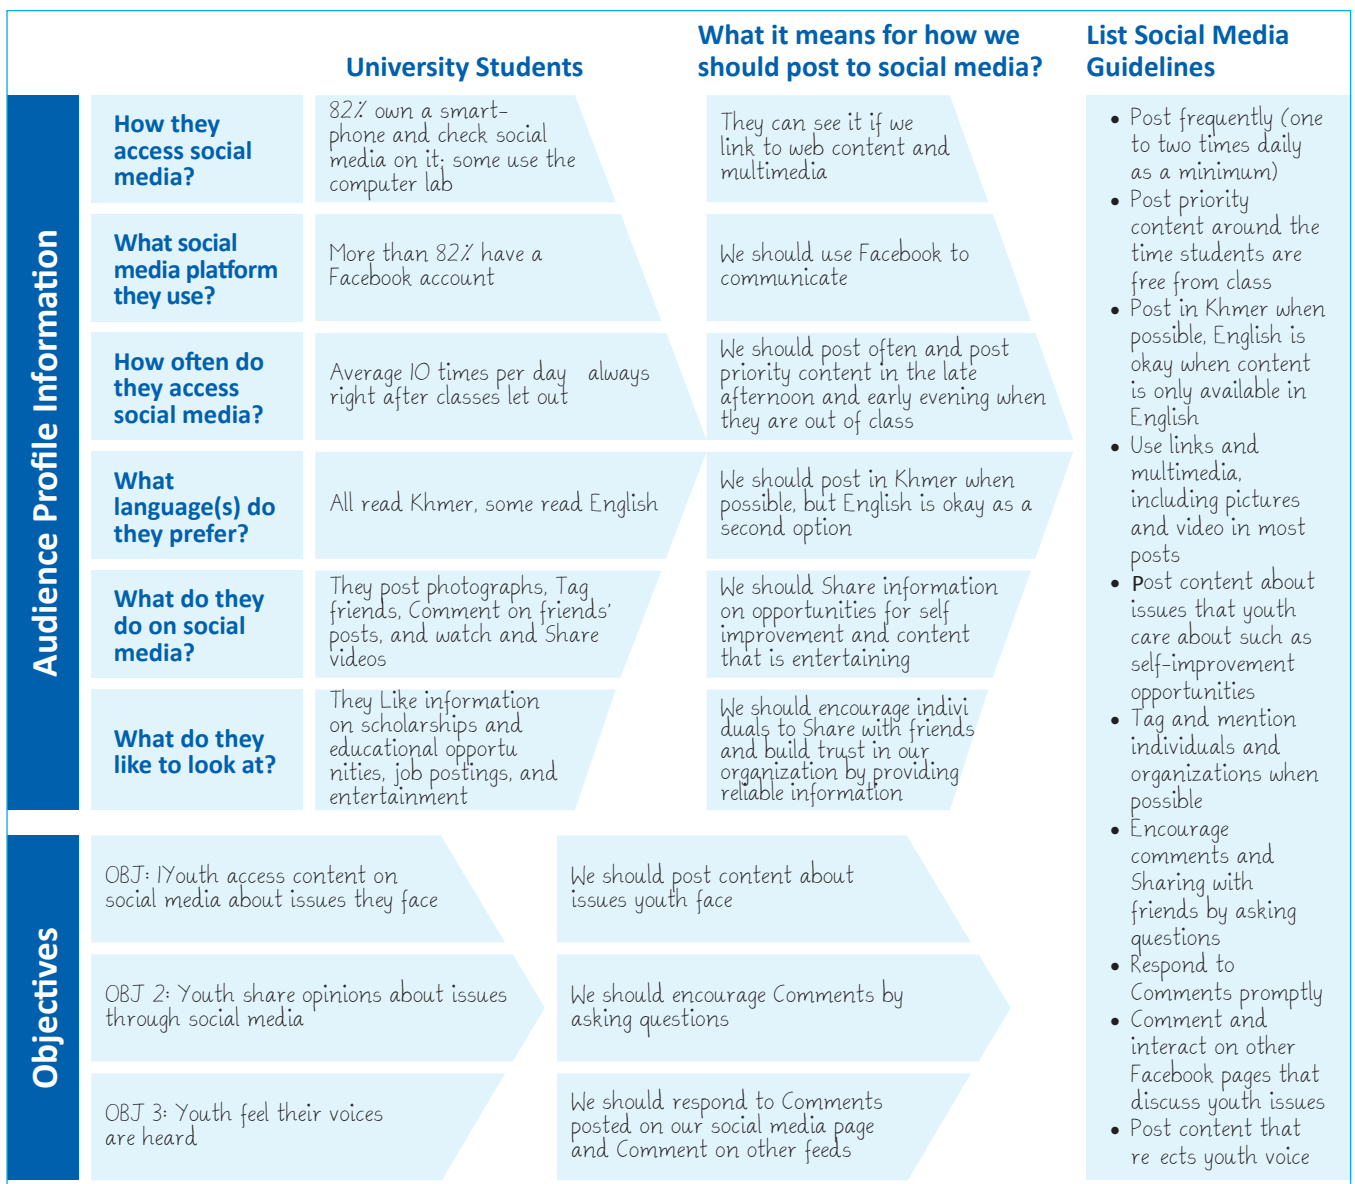 University Students
What it means for how we
should post to social media?
List Social Media
Guidelines
Audience Profile Information
How they
access social
media?
82% own a smart-
phone and check social
media on it; some use the
computer lab
They can see it if we
link to web content and
multimedia
What social
media platform
they use?
More than 82% have a
Facebook account
We should use Facebook to
communicate
How often do
they access
social media?
Average 10 times per day   always
right after classes let out
We should post often and post
priority content in the late
afternoon and early evening when
they are out of class
What
language(s) do
they prefer?
All read Khmer, some read English
We should post in Khmer when
possible, but English is okay as a
second option
What do they
do on social
media?
They post photographs, Tag
friends, Comment on friends'
posts, and watch and Share
videos
We should Share information
on opportunities for self
improvement and content
that is entertaining
What do they
like to look at?
They Like information
on scholarships and
educational opportu
nities, job postings, and
entertainment
We should encourage indivi
duals to Share with friends
and build trust in our
organization by providing
reliable information
Objectives
OBJ: 1Youth access content on
social media about issues they face
We should post content about
issues youth face
OBJ 2: Youth share opinions about issues
through social media
We should encourage Comments by
asking questions
OBJ 3: Youth feel their voices
are heard
We should respond to Comments
posted on our social media page
and Comment on other feeds
• Post frequently (one
to two times daily
as a minimum)
• Post priority
content around the
time students are
free from class
• Post in Khmer when
possible, English is
okay when content
is only available in
English
• Use links and
multimedia,
including pictures
and video in most
posts
• Post content about
issues that youth
care about such as
self-improvement
opportunities
• Tag and mention
individuals and
organizations when
possible
• Encourage
comments and
Sharing with
friends by asking
questions
• Respond to
Comments promptly
• Comment and
interact on other
Facebook pages that
discuss youth issues
• Post content that
re ects youth voice